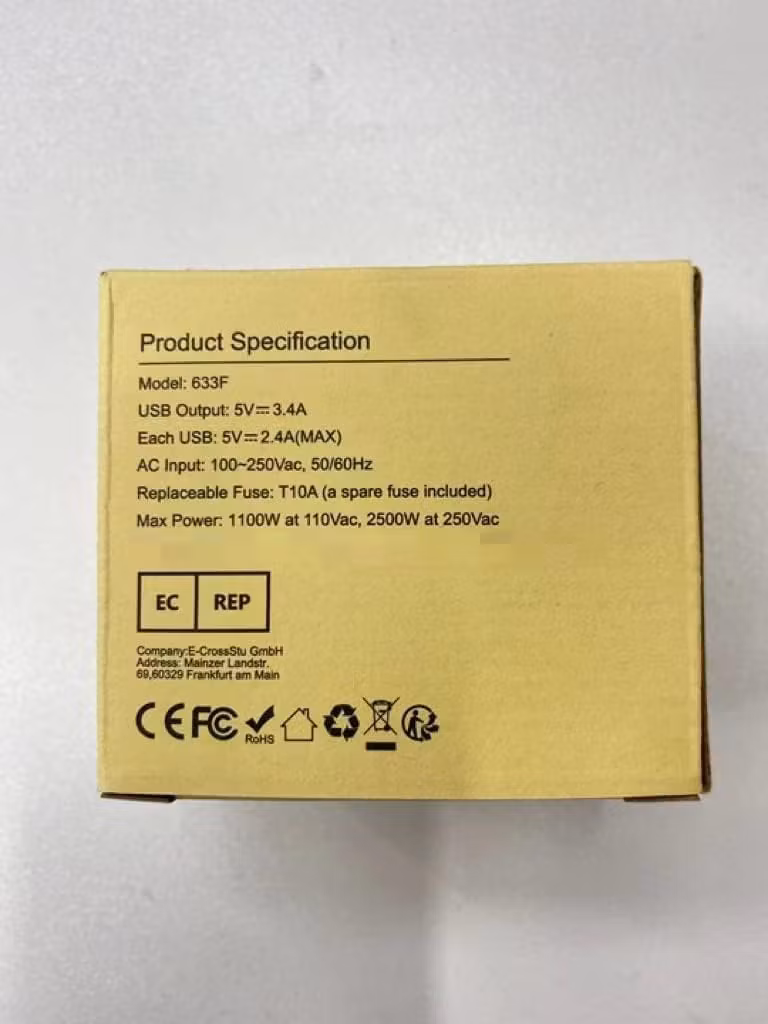 Product Specification
Model: 633F
USB Output: 5V⎓3.4A
Each USB: 5V⎓2.4A(MAX)
AC Input: 100~250Vac, 50/60Hz
Replaceable Fuse: T10A (a spare fuse included)
Max Power: 1100W at 110Vac, 2500W at 250Vac
EC REP
Company:E-CrossStu GmbH
Address: Mainzer Landstr.
69,60329 Frankfurt am Main
CE FC RoHS